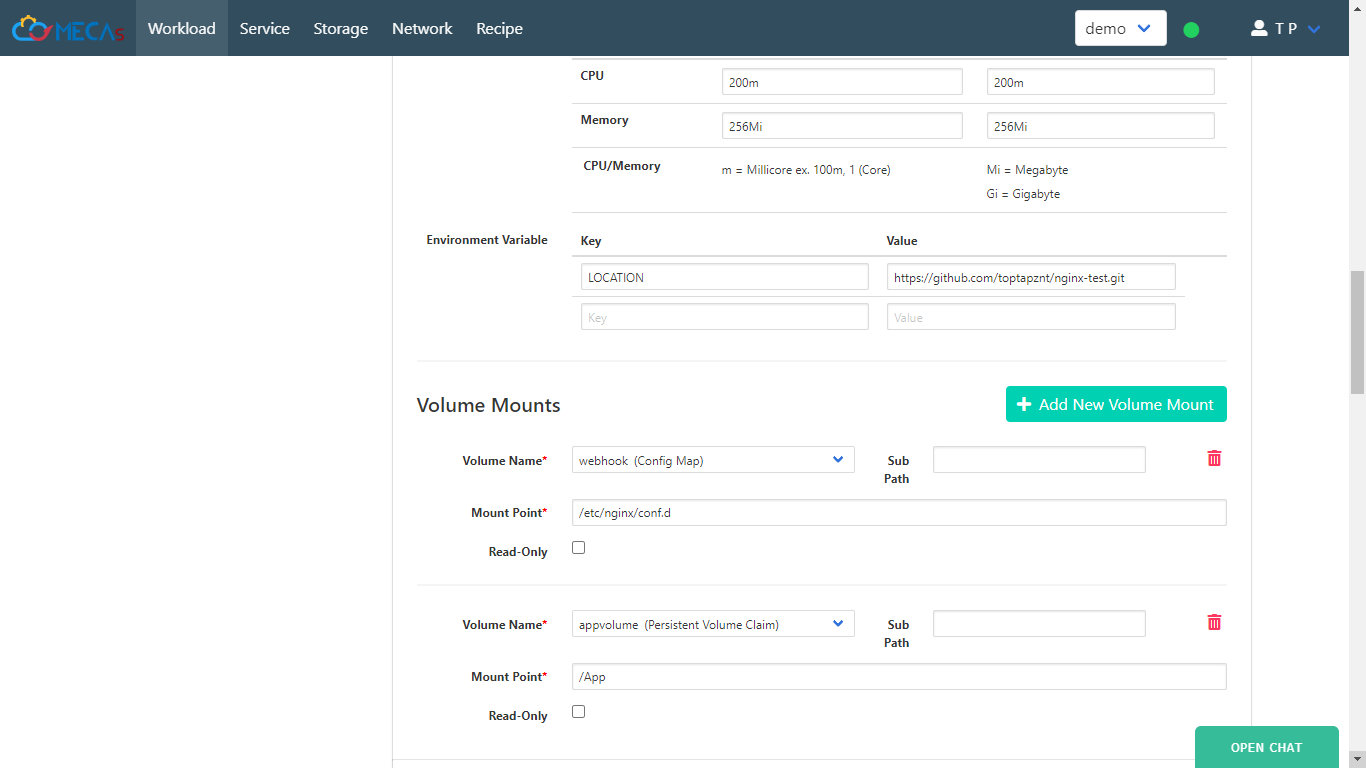 MECAs
Workload
Service
Storage
Network
Recipe
demo
T P
CPU
200m
200m
Memory
256Mi
256Mi
CPU/Memory
m = Millicore ex. 100m, 1 (Core)
Mi = Megabyte
Gi = Gigabyte
Environment Variable
Key
Value
LOCATION
https://github.com/toptapznt/nginx-test.git
Key
Value
Volume Mounts
Add New Volume Mount
Volume Name*
webhook (Config Map)
Sub
Path
Mount Point*
/etc/nginx/conf.d
Read-Only
Volume Name*
appvolume (Persistent Volume Claim)
Sub
Path
Mount Point*
/App
Read-Only
OPEN CHAT